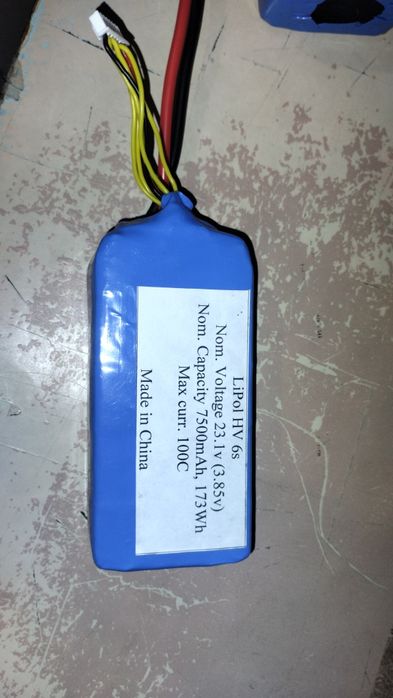 LiPol HV 6s
Nom. Voltage 23.1v (3.85v)
Nom. Capacity 7500mAh, 173Wh
Max curr. 100C
Made in China